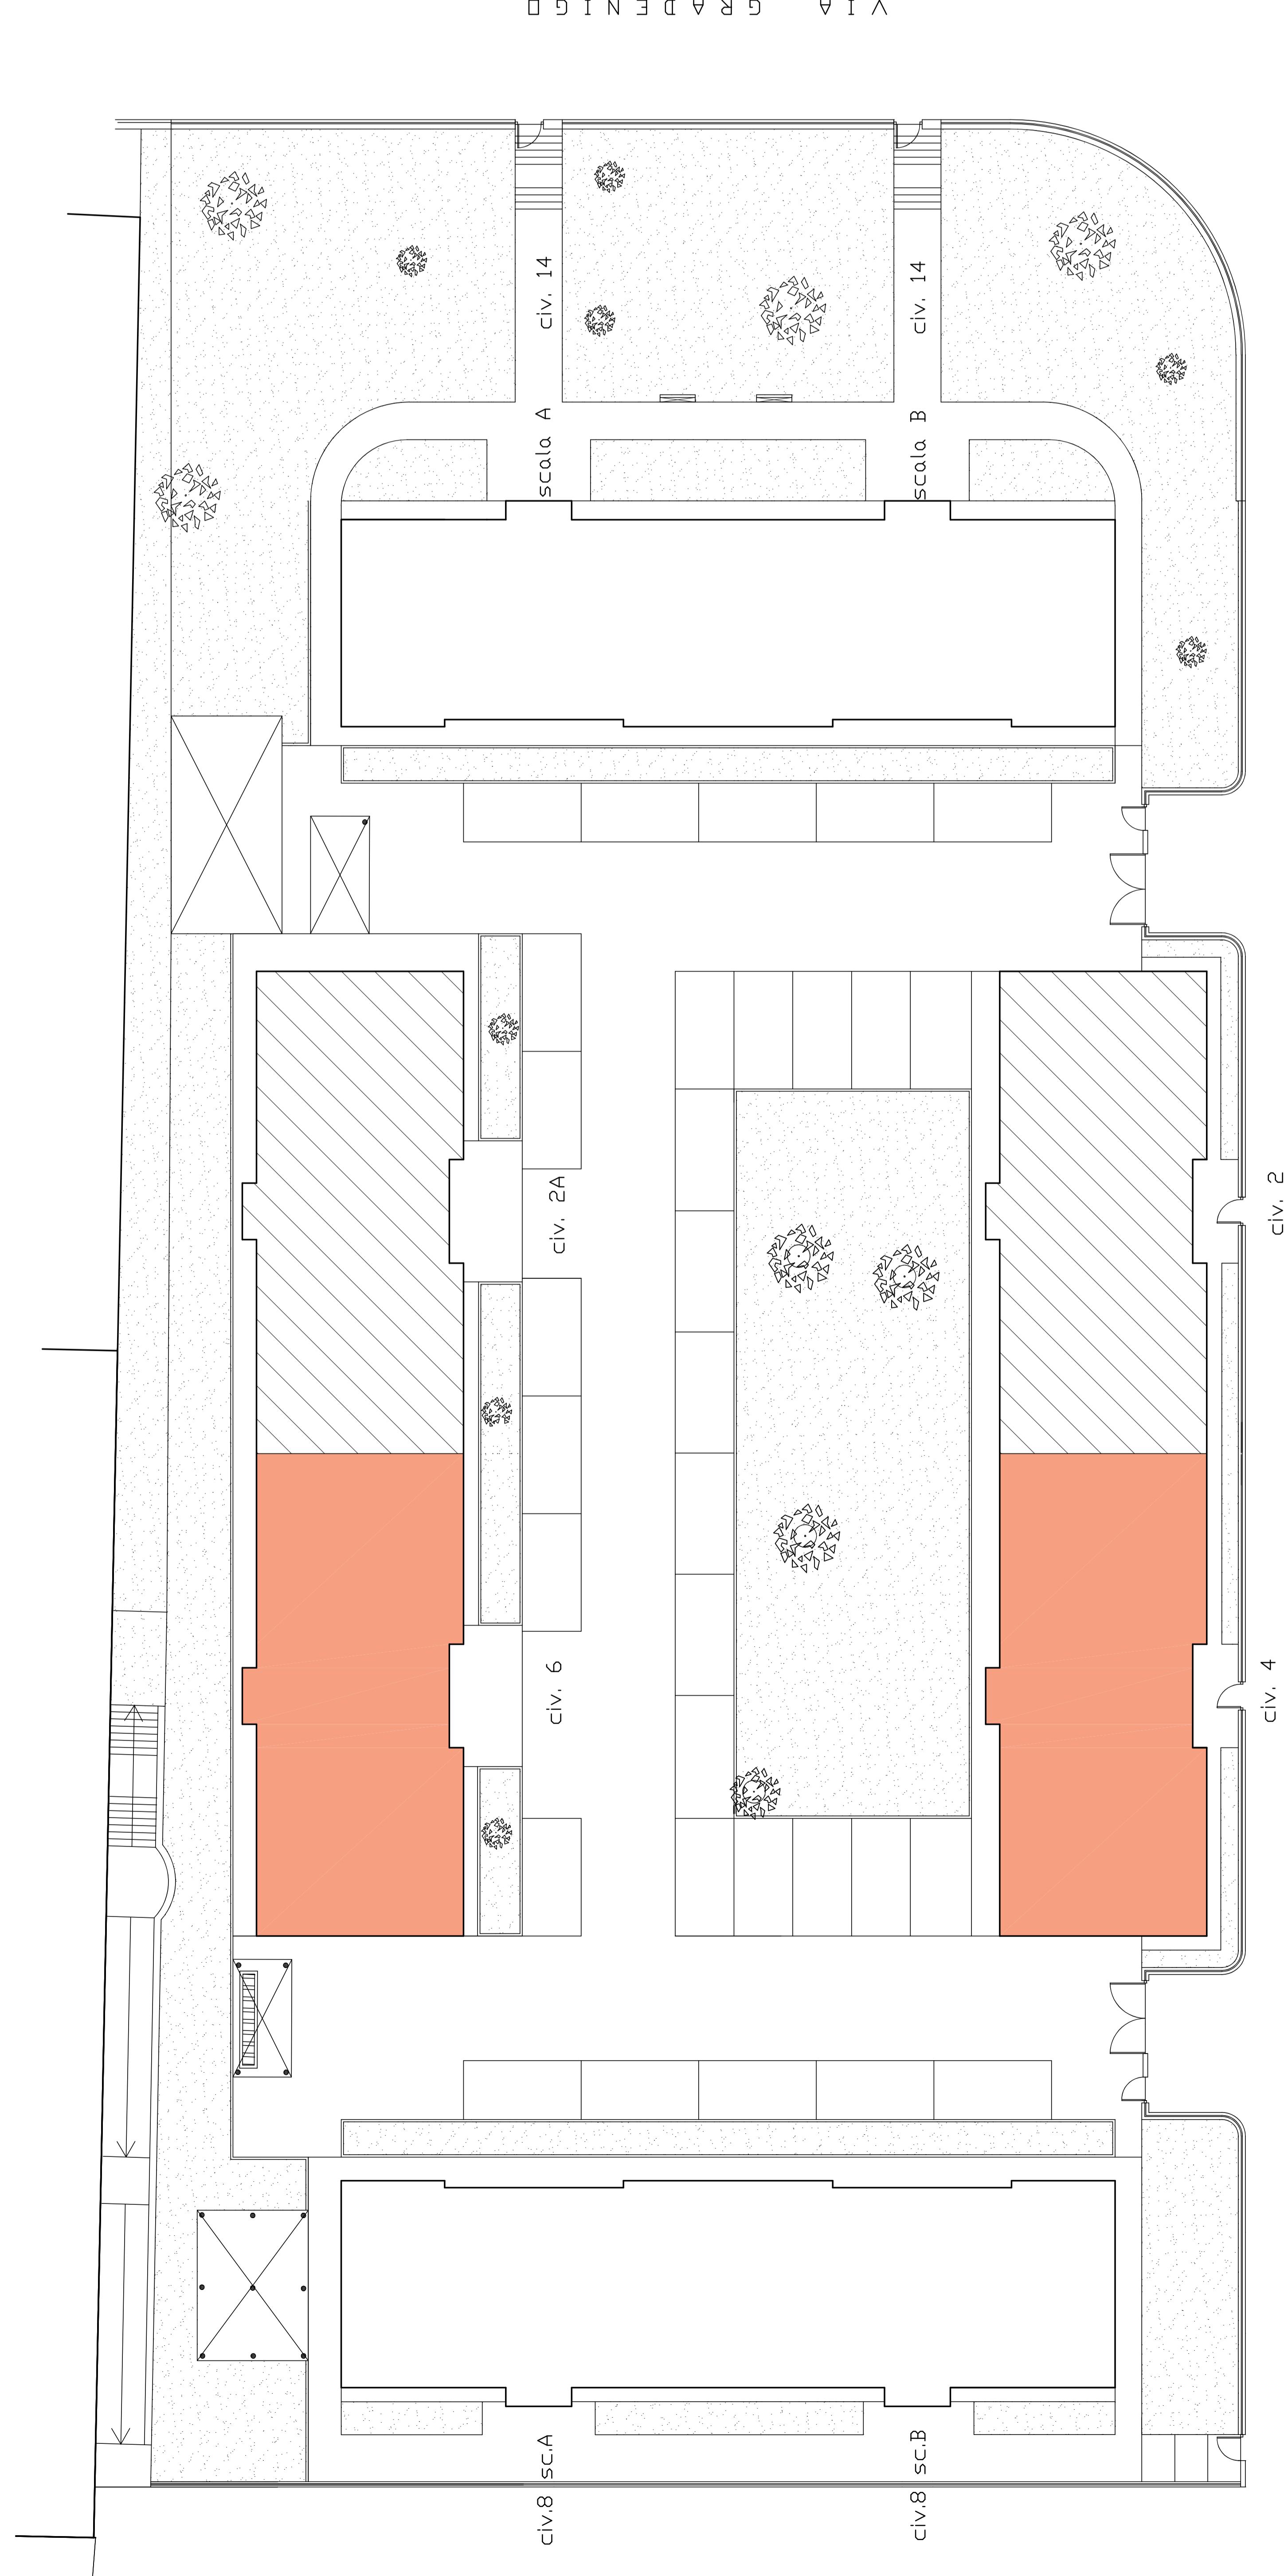 VIA GRADENIGO
civ. 14
civ. 14
scala A
scala B
civ. 2A
civ. 2
civ. 6
civ. 4
civ.8 sc.A
civ.8 sc.B